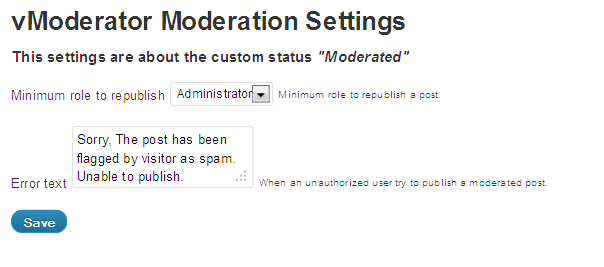 vModerator Moderation Settings
This settings are about the custom status "Moderated"
Minimum role to republish Administrator Minimum role to republish a post.
Sorry, The post has been
flagged by visitor as spam.
Unable to publish.
Error text When an unauthorized user try to publish a moderated post.
Save